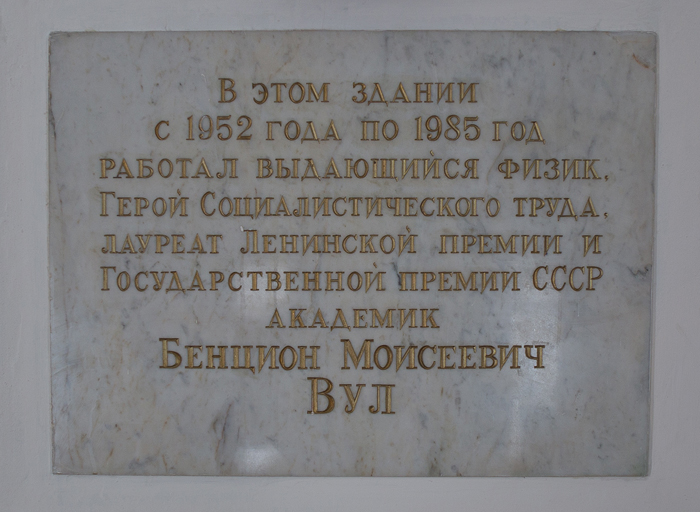 В ЭТОМ ЗДАНИИ
С 1952 ГОДА ПО 1985 ГОД
РАБОТАЛ ВЫДАЮЩИЙСЯ ФИЗИК,
ГЕРОЙ СОЦИАЛИСТИЧЕСКОГО ТРУДА,
ЛАУРЕАТ ЛЕНИНСКОЙ ПРЕМИИ И
ГОСУДАРСТВЕННОЙ ПРЕМИИ СССР
АКАДЕМИК
БЕНЦИОН МОИСЕЕВИЧ
ВУЛ